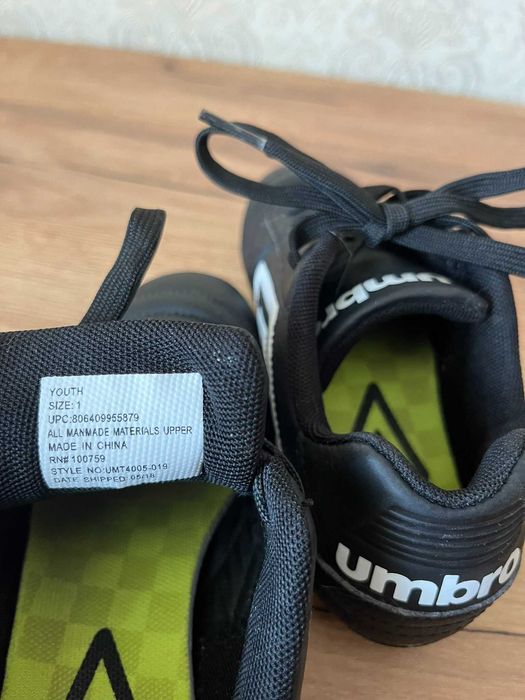 YOUTH
SIZE: 1
UPC:806409955879
ALL MANMADE MATERIALS UPPER
MADE IN CHINA
RN# 100759
STYLE NO:UMT4005-019
DATE SHIPPED: 05/18
umbro
umbro